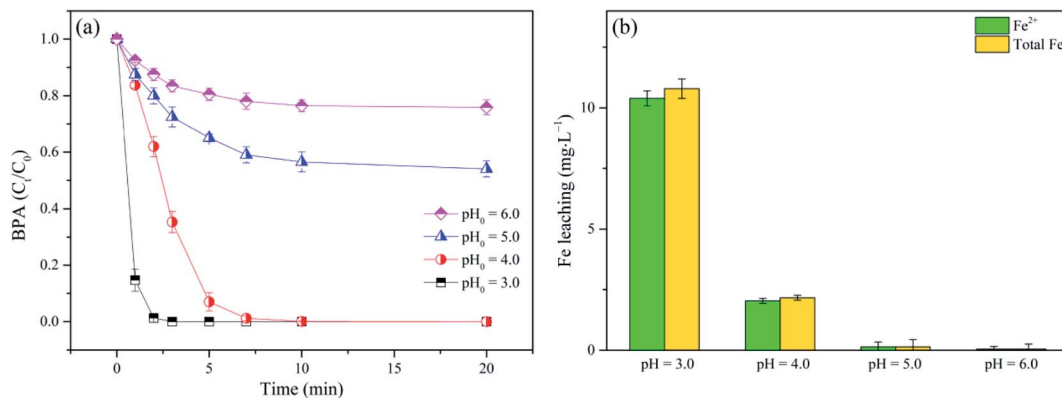 (a)
1.0
0.8
0.6
0.4
0.2
0.0
BPA (Cₜ/C₀)
pH₀ = 6.0
pH₀ = 5.0
pH₀ = 4.0
pH₀ = 3.0
0
5
10
15
20
Time (min)
(b)
Fe²⁺
Total Fe
10
5
0
Fe leaching (mg·L⁻¹)
pH = 3.0
pH = 4.0
pH = 5.0
pH = 6.0